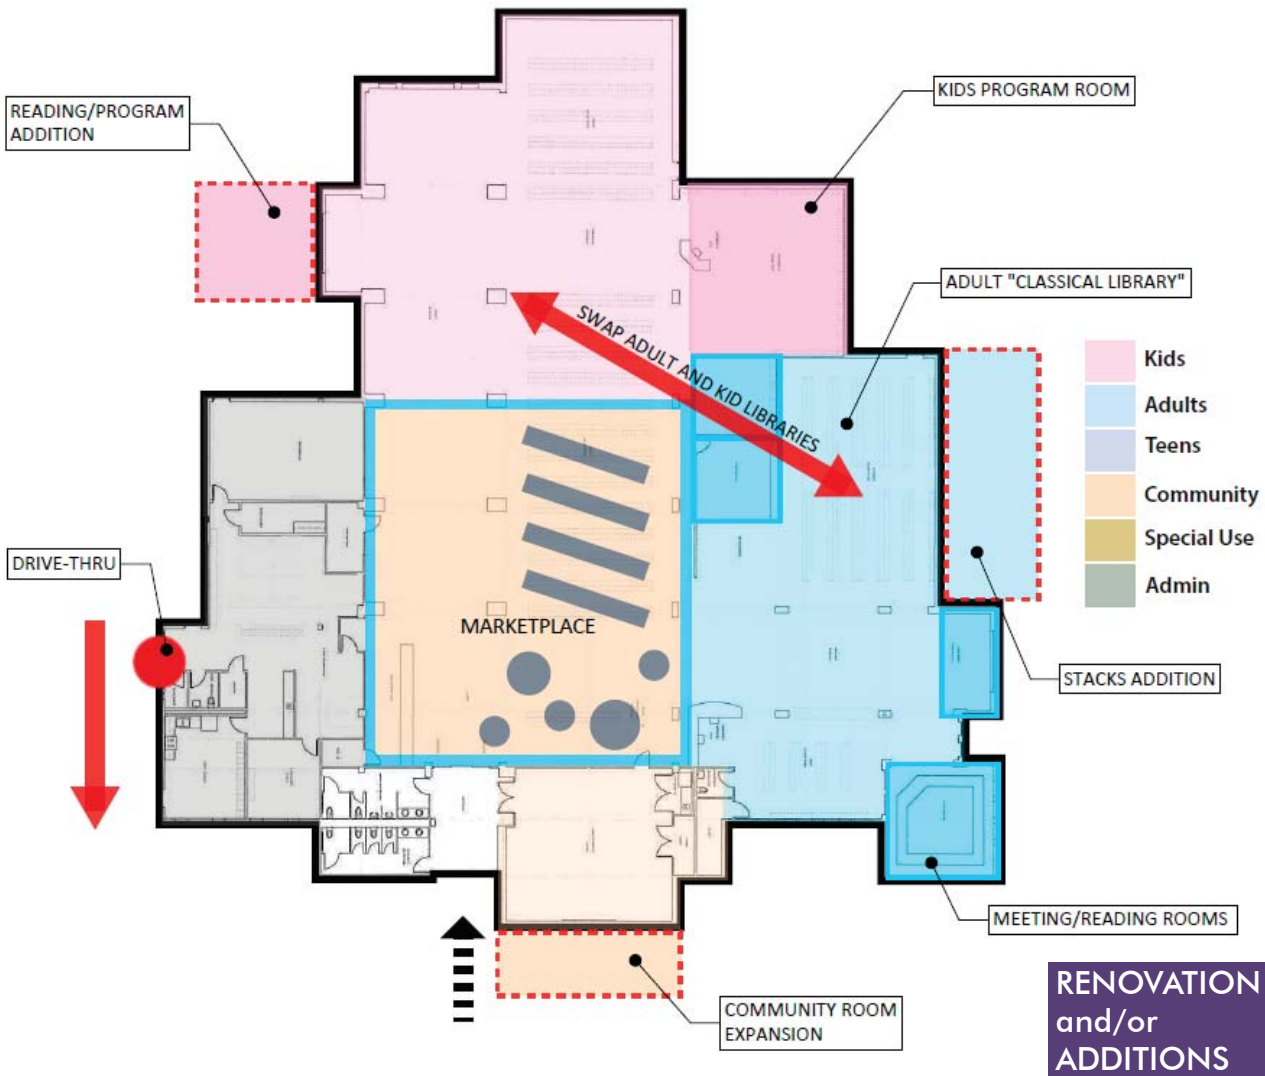 READING/PROGRAM
ADDITION
KIDS PROGRAM ROOM
ADULT "CLASSICAL LIBRARY"
SWAP ADULT AND KID LIBRARIES
Kids
Adults
Teens
Community
Special Use
Admin
DRIVE-THRU
MARKETPLACE
STACKS ADDITION
MEETING/READING ROOMS
COMMUNITY ROOM
EXPANSION
RENOVATION
and/or
ADDITIONS